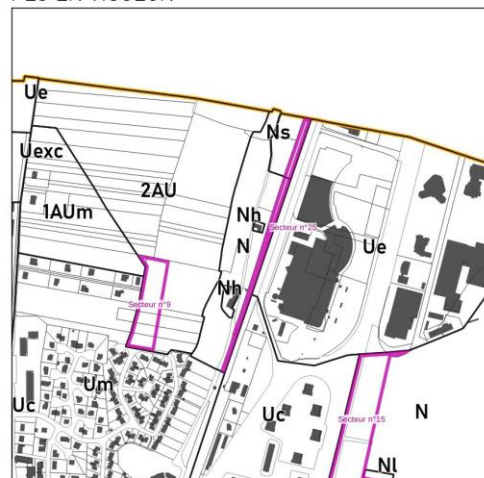 Ue
Ns
Uexc
2AU
1AUm
Nh
Secteur n°25
N
Ue
Nh
Secteur n°9
Um
Uc
Uc
N
Secteur n°15
Nl